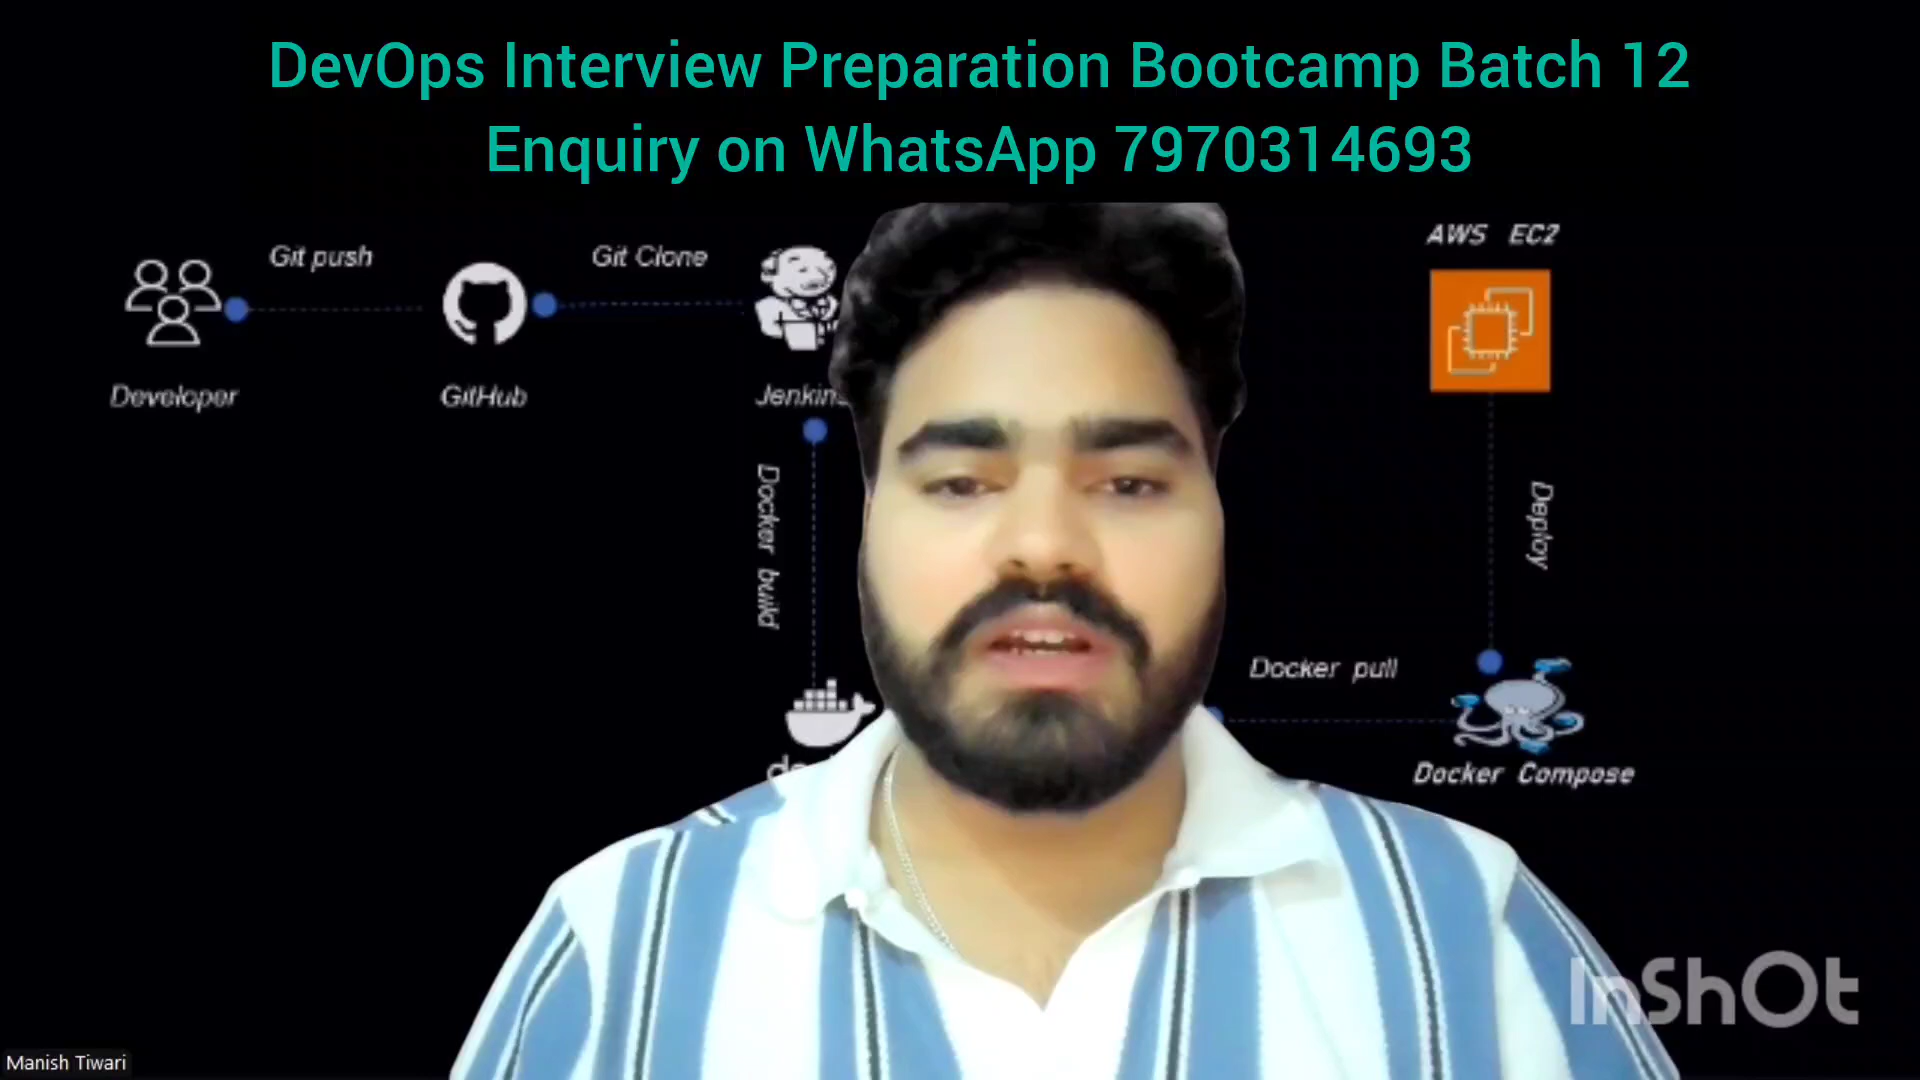 DevOps Interview Preparation Bootcamp Batch 12
Enquiry on WhatsApp 7970314693
Git push
Git Clone
AWS EC2
Developer
GitHub
Jenkins
Docker build
Deploy
Docker pull
Docker Compose
InShOt
Manish Tiwari